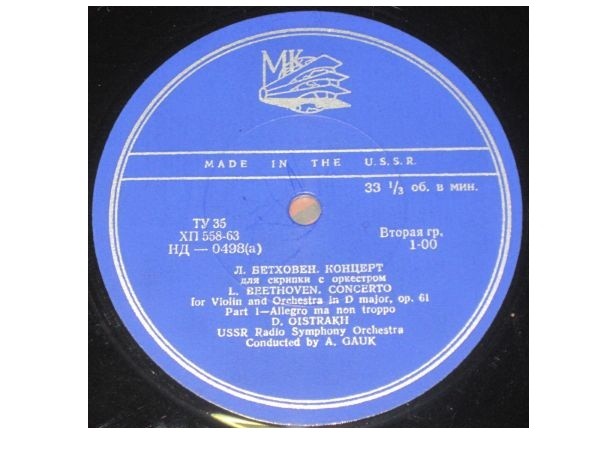 MK
MADE IN THE U.S.S.R.
33 1/3 об. в мин.
ТУ 35
ХП 558-63
НД — 0498(а)
Вторая гр.
1-00
Л. БЕТХОВЕН. КОНЦЕРТ
для скрипки с оркестром
L. BEETHOVEN. CONCERTO
for Violin and Orchestra in D major, op. 61
Part 1—Allegro ma non troppo
D. OISTRAKH
USSR Radio Symphony Orchestra
Conducted by A. GAUK